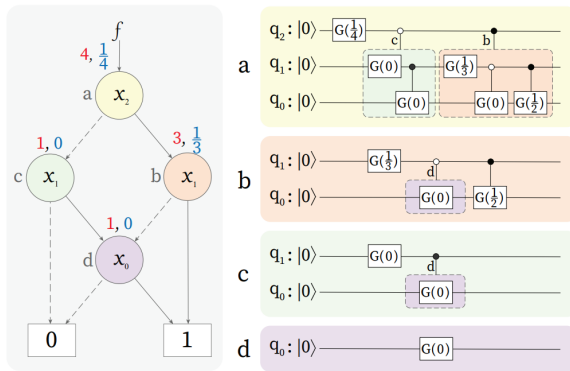 f
4, 1/4
a x₂
1, 0
3, 1/3
c x₁
b x₁
1, 0
d x₀
0 1
a
q₂: |0⟩ G(1/4) c b
q₁: |0⟩ G(0) G(1/3)
q₀: |0⟩ G(0) G(0) G(1/2)
b
q₁: |0⟩ G(1/3) d
q₀: |0⟩ G(0) G(1/2)
c
q₁: |0⟩ G(0) d
q₀: |0⟩ G(0)
d
q₀: |0⟩ G(0)